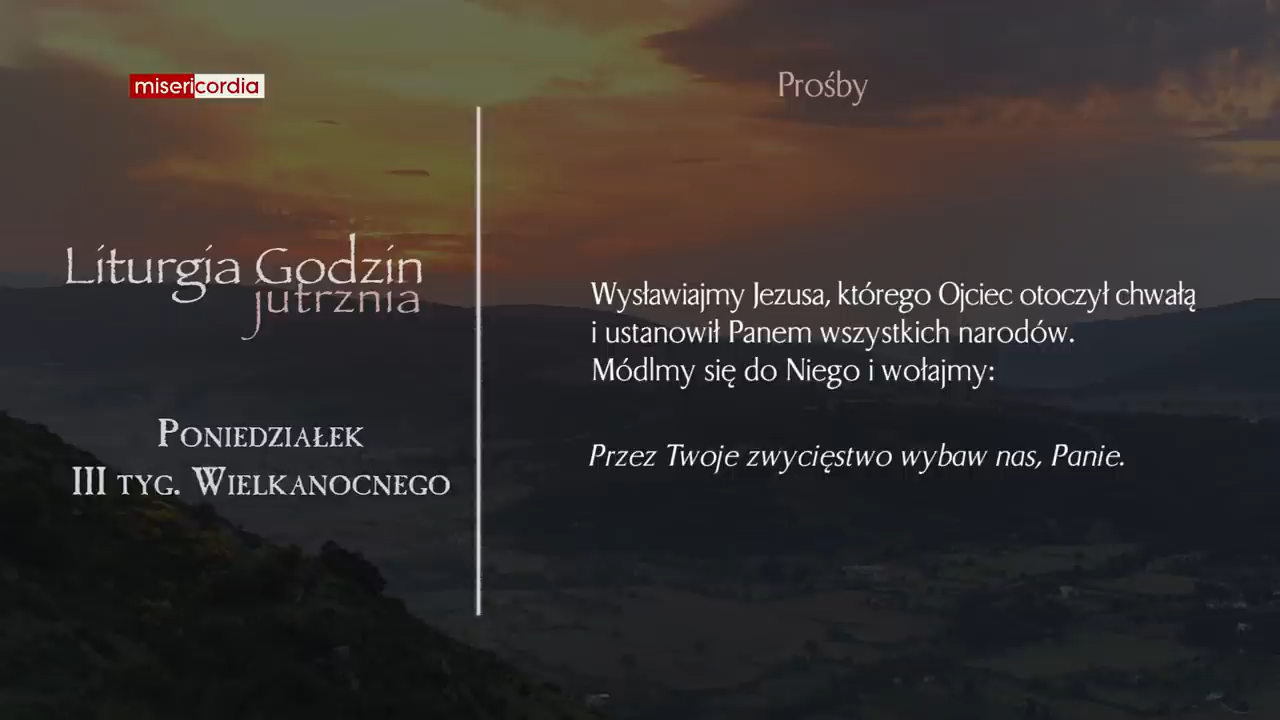 misericordia
Liturgia Godzin
jutrznia
Poniedziałek
III tyg. Wielkanocnego
Prośby
Wysławiajmy Jezusa, którego Ojciec otoczył chwałą
i ustanowił Panem wszystkich narodów.
Módlmy się do Niego i wołajmy:
Przez Twoje zwycięstwo wybaw nas, Panie.